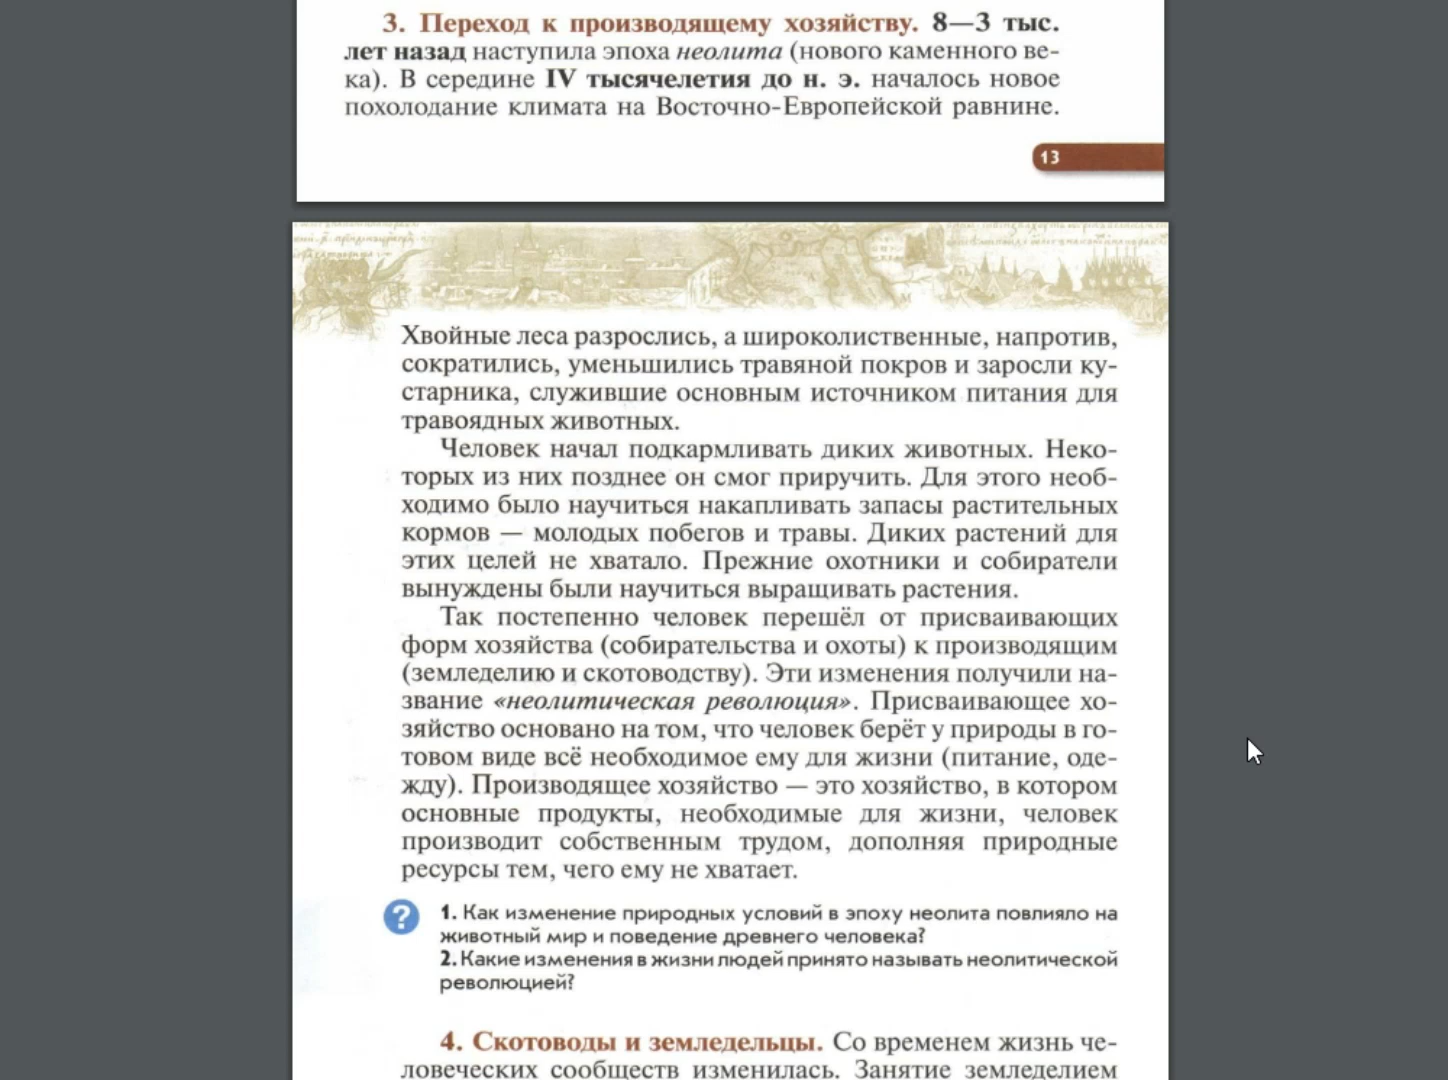 3. Переход к производящему хозяйству. 8—3 тыс.
лет назад наступила эпоха неолита (нового каменного ве-
ка). В середине IV тысячелетия до н. э. началось новое
похолодание климата на Восточно-Европейской равнине.
13
Хвойные леса разрослись, а широколиственные, напротив,
сократились, уменьшились травяной покров и заросли ку-
старника, служившие основным источником питания для
травоядных животных.
Человек начал подкармливать диких животных. Неко-
торых из них позднее он смог приручить. Для этого необ-
ходимо было научиться накапливать запасы растительных
кормов — молодых побегов и травы. Диких растений для
этих целей не хватало. Прежние охотники и собиратели
вынуждены были научиться выращивать растения.
Так постепенно человек перешёл от присваивающих
форм хозяйства (собирательства и охоты) к производящим
(земледелию и скотоводству). Эти изменения получили на-
звание «неолитическая революция». Присваивающее хо-
зяйство основано на том, что человек берёт у природы в го-
товом виде всё необходимое ему для жизни (питание, оде-
жду). Производящее хозяйство — это хозяйство, в котором
основные продукты, необходимые для жизни, человек
производит собственным трудом, дополняя природные
ресурсы тем, чего ему не хватает.
? 1. Как изменение природных условий в эпоху неолита повлияло на
животный мир и поведение древнего человека?
2. Какие изменения в жизни людей принято называть неолитической
революцией?
4. Скотоводы и земледельцы. Со временем жизнь че-
ловеческих сообществ изменилась. Занятие земледелием